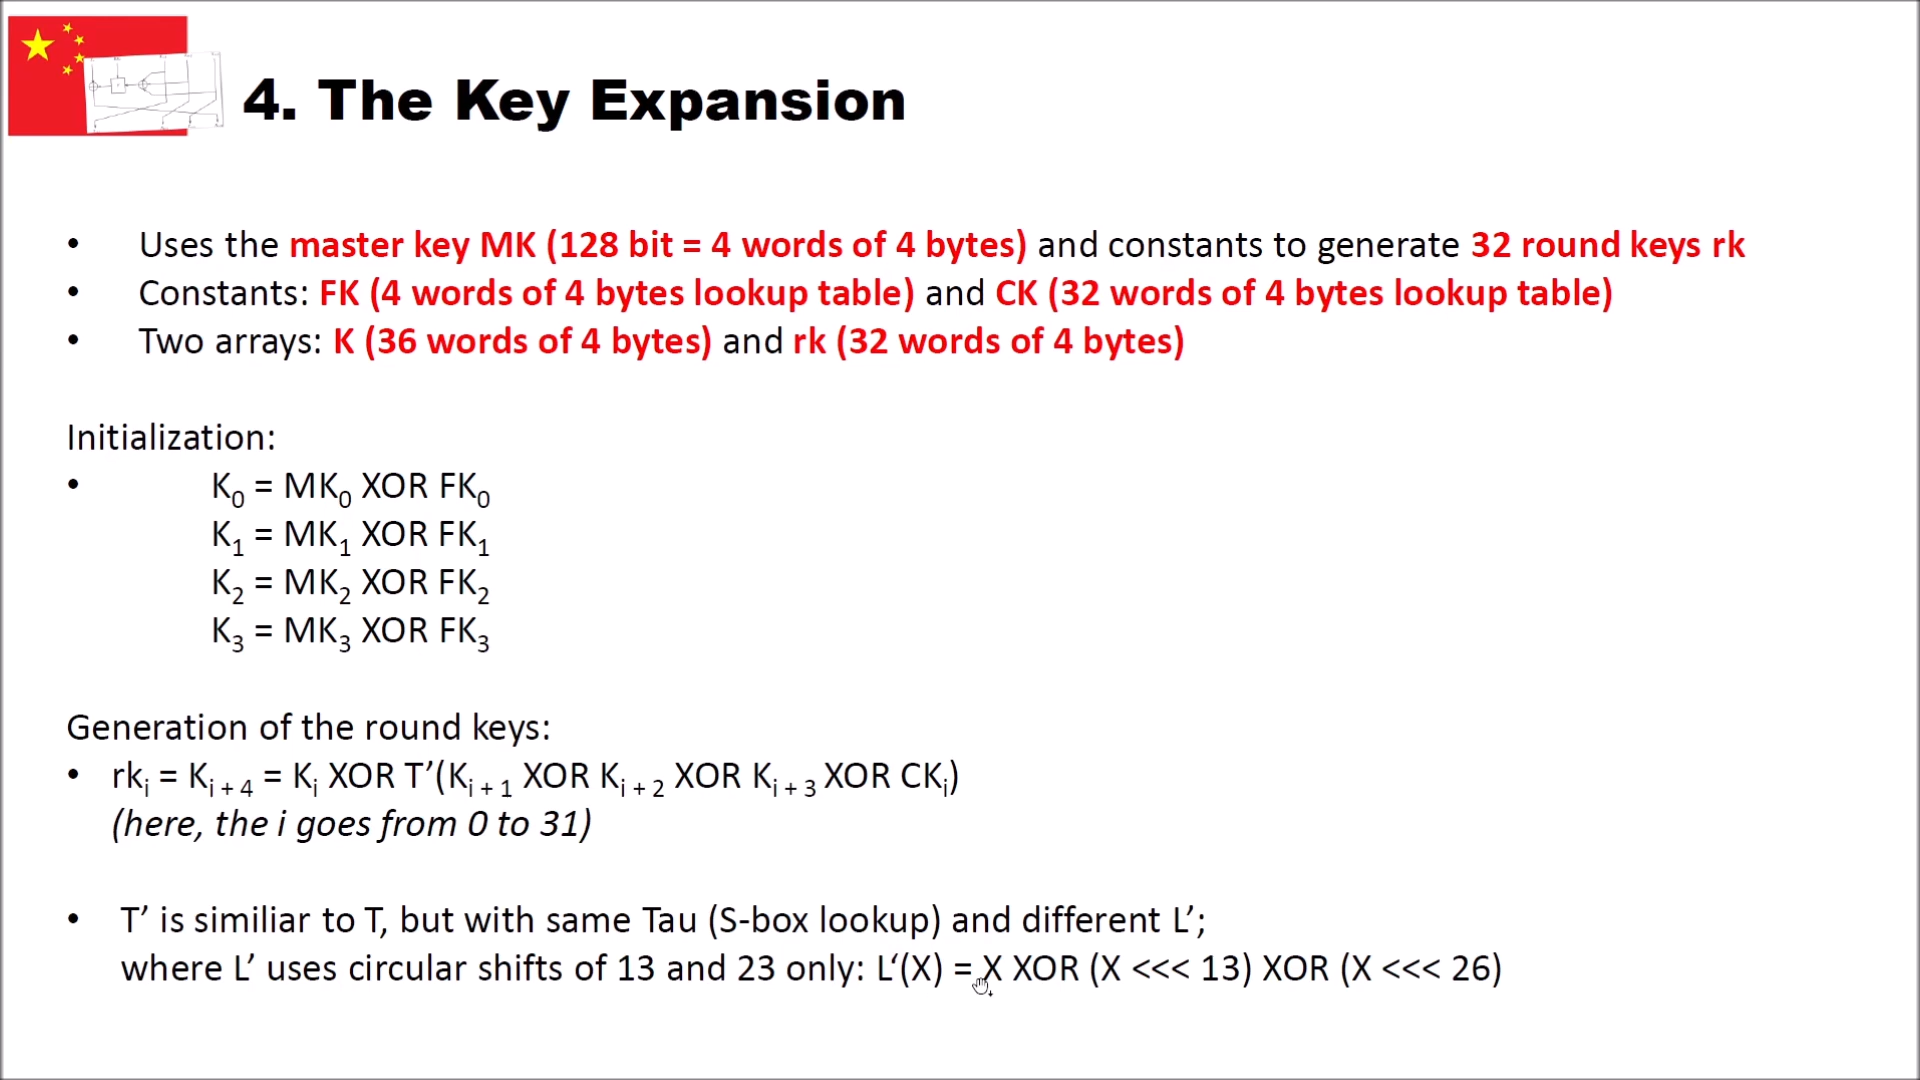 4. The Key Expansion
• Uses the master key MK (128 bit = 4 words of 4 bytes) and constants to generate 32 round keys rk
• Constants: FK (4 words of 4 bytes lookup table) and CK (32 words of 4 bytes lookup table)
• Two arrays: K (36 words of 4 bytes) and rk (32 words of 4 bytes)
Initialization:
• K₀ = MK₀ XOR FK₀
K₁ = MK₁ XOR FK₁
K₂ = MK₂ XOR FK₂
K₃ = MK₃ XOR FK₃
Generation of the round keys:
• rkᵢ = Kᵢ ₊ ₄ = Kᵢ XOR T’(Kᵢ ₊ ₁ XOR Kᵢ ₊ ₂ XOR Kᵢ ₊ ₃ XOR CKᵢ)
(here, the i goes from 0 to 31)
• T’ is similiar to T, but with same Tau (S-box lookup) and different L’;
where L’ uses circular shifts of 13 and 23 only: L‘(X) = X XOR (X <<< 13) XOR (X <<< 26)